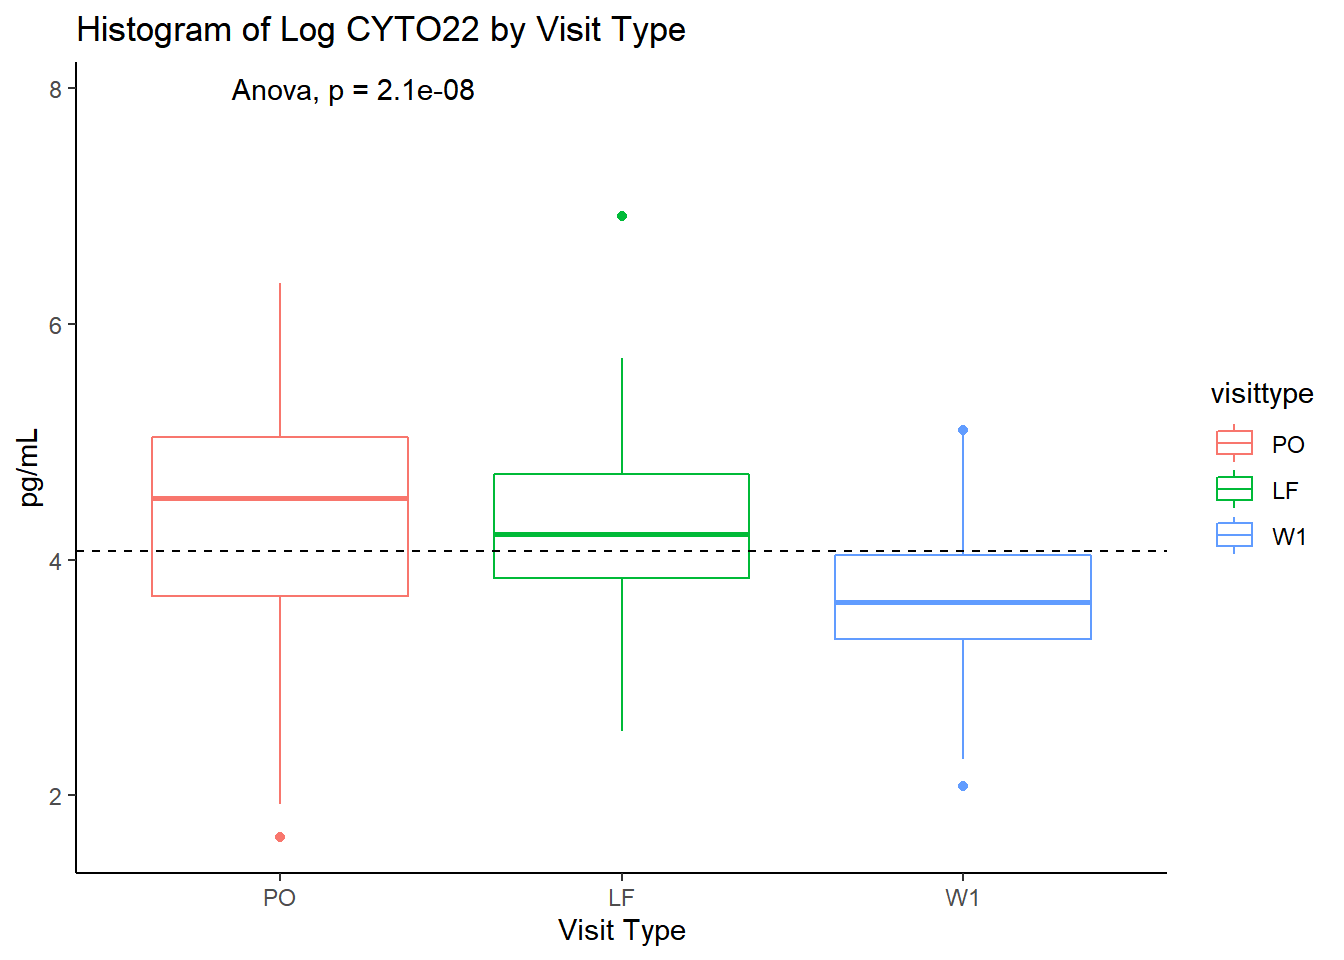 Histogram of Log CYTO22 by Visit Type
Anova, p = 2.1e-08
8
6
4
2
pg/mL
PO
LF
W1
Visit Type
visittype
PO
LF
W1